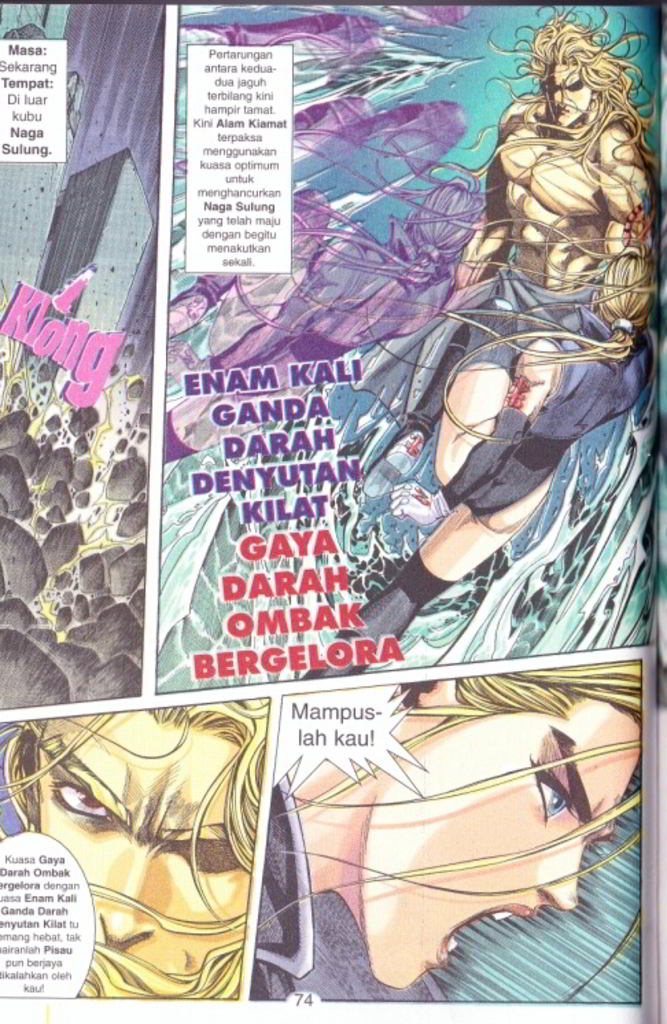 Masa:
Sekarang
Tempat:
Di luar
kubu
Naga
Sulung.
Pertarungan
antara kedua-
dua jaguh
terbilang kini
hampir tamat.
Kini Alam Kiamat
terpaksa
menggunakan
kuasa optimum
untuk
menghancurkan
Naga Sulung
yang telah maju
dengan begitu
menakutkan
sekali.
Klong
ENAM KALI
GANDA
DARAH
DENYUTAN
KILAT
GAYA
DARAH
OMBAK
BERGELORA
Mampus-
lah kau!
Kuasa Gaya
Darah Ombak
ergelora dengan
uasa Enam Kali
Ganda Darah
enyutan Kilat tu
emang hebat, tak
airanlah Pisau
pun berjaya
dikalahkan oleh
kau!
74